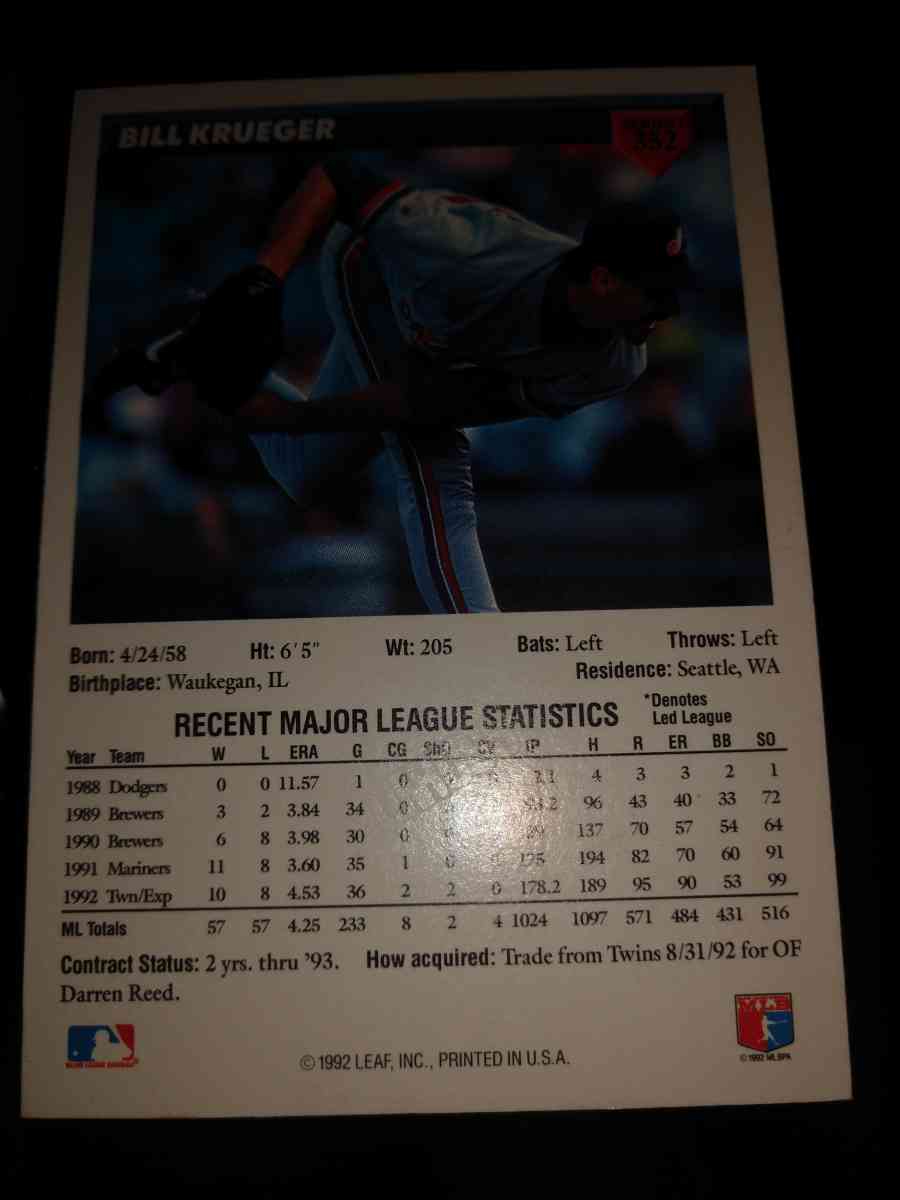 BILL KRUEGER
352
Born: 4/24/58 Ht: 6'5" Wt: 205 Bats: Left Throws: Left
Birthplace: Waukegan, IL Residence: Seattle, WA
RECENT MAJOR LEAGUE STATISTICS *Denotes
Led League
Year Team W L ERA G CG ShO SV IP H R ER BB SO
1988 Dodgers 0 0 11.57 1 0 4 3 3 2 1
1989 Brewers 3 2 3.84 34 0 93.2 96 43 40 33 72
1990 Brewers 6 8 3.98 30 0 137 70 57 54 64
1991 Mariners 11 8 3.60 35 1 0 0 175 194 82 70 60 91
1992 Twn/Exp 10 8 4.53 36 2 2 0 178.2 189 95 90 53 99
ML Totals 57 57 4.25 233 8 2 4 1024 1097 571 484 431 516
Contract Status: 2 yrs. thru '93. How acquired: Trade from Twins 8/31/92 for OF
Darren Reed.
MLB
© 1992 LEAF, INC., PRINTED IN U.S.A.
© 1992 MLBPA